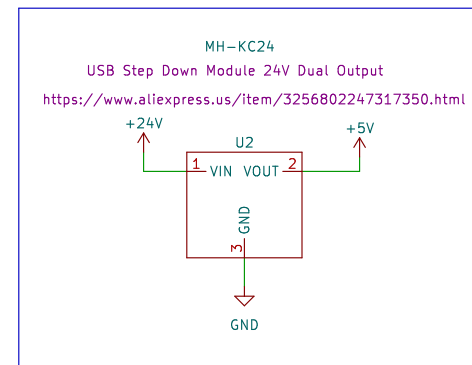 MH-KC24
USB Step Down Module 24V Dual Output
https://www.aliexpress.us/item/3256802247317350.html
+24V
+5V
U2
1 VIN VOUT 2
GND
3
GND